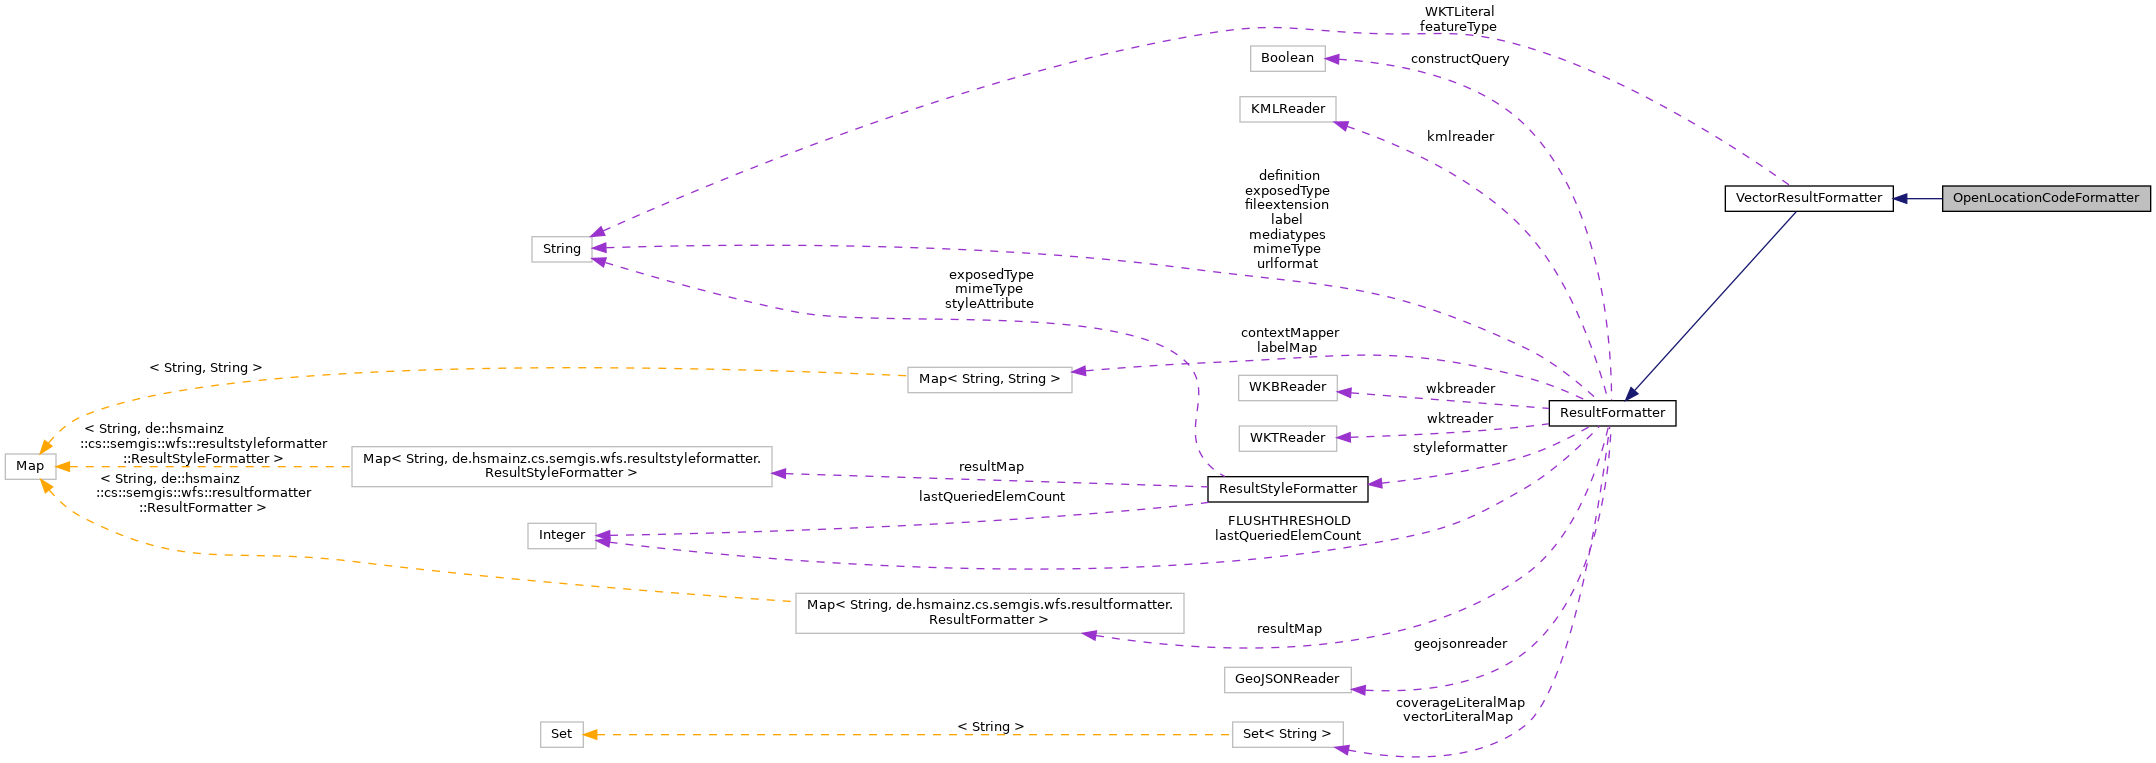 WKTLiteral
featureType
Boolean
constructQuery
KMLReader
kmlreader
definition
exposedType
fileextension
label
mediatypes
mimeType
urlformat
VectorResultFormatter
OpenLocationCodeFormatter
String
exposedType
mimeType
styleAttribute
contextMapper
labelMap
< String, String >
Map< String, String >
WKBReader
wkbreader
ResultFormatter
wktreader
WKTReader
styleformatter
< String, de::hsmainz
::cs::semgis::wfs::resultstyleformatter
::ResultStyleFormatter >
Map
Map< String, de.hsmainz.cs.semgis.wfs.resultstyleformatter.
ResultStyleFormatter >
resultMap
ResultStyleFormatter
< String, de::hsmainz
::cs::semgis::wfs::resultformatter
::ResultFormatter >
lastQueriedElemCount
Integer
FLUSHTHRESHOLD
lastQueriedElemCount
Map< String, de.hsmainz.cs.semgis.wfs.resultformatter.
ResultFormatter >
resultMap
geojsonreader
GeoJSONReader
coverageLiteralMap
vectorLiteralMap
Set
< String >
Set< String >